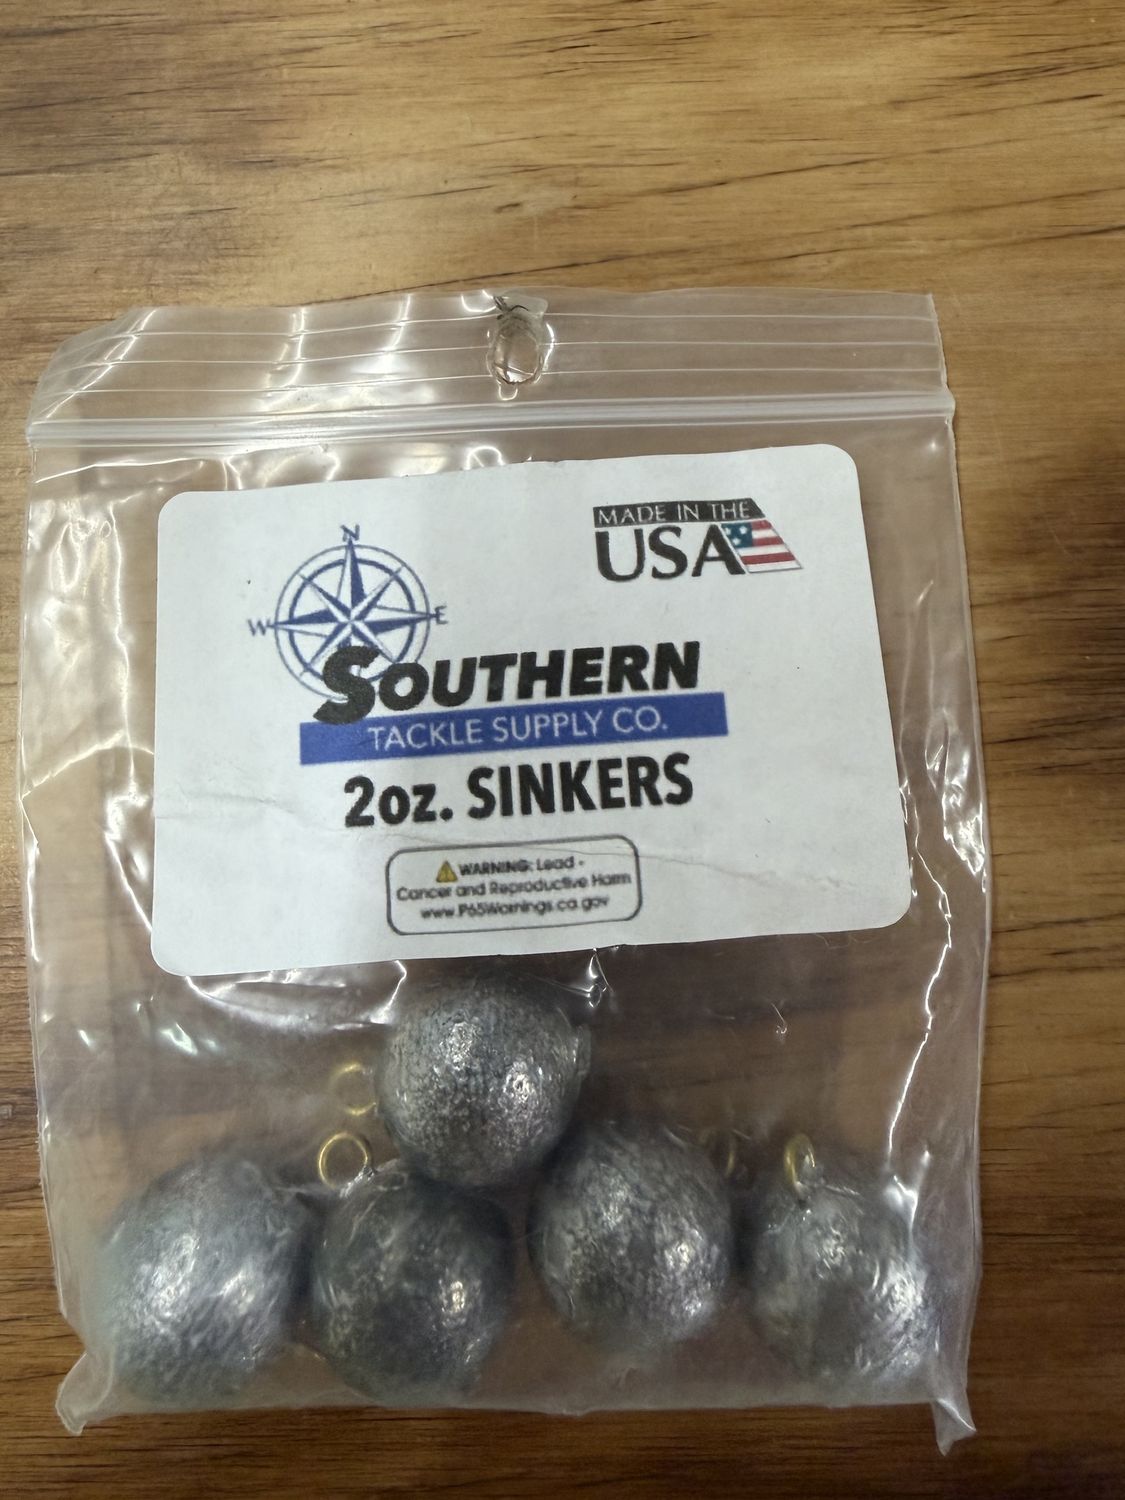 MADE IN THE
USA
N
W E
SOUTHERN
TACKLE SUPPLY CO.
2oz. SINKERS
WARNING: Lead -
Cancer and Reproductive Harm
www.P65Warnings.ca.gov